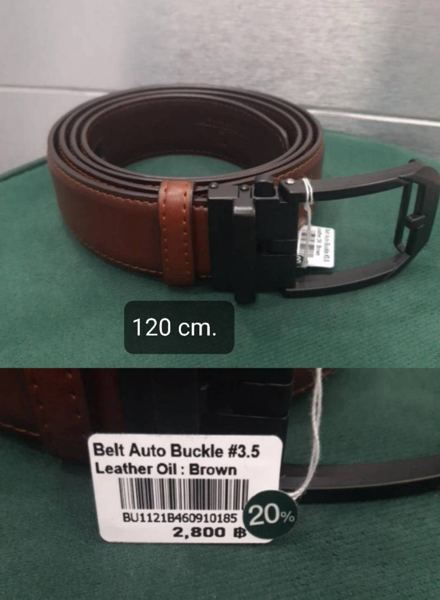 120 cm.
Belt Auto Buckle #3.5
Leather Oil : Brown
BU1121B460910185
20%
2,800 ฿